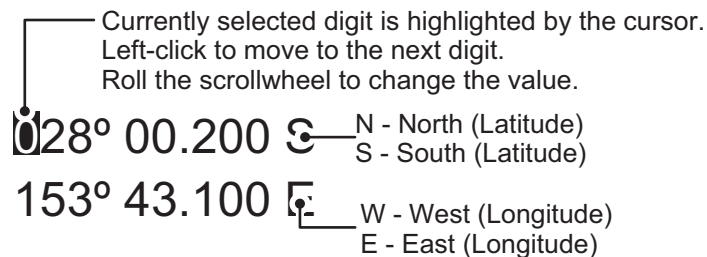 Currently selected digit is highlighted by the cursor.
Left-click to move to the next digit.
Roll the scrollwheel to change the value.
028º 00.200 S
N - North (Latitude)
S - South (Latitude)
153º 43.100 E
W - West (Longitude)
E - East (Longitude)